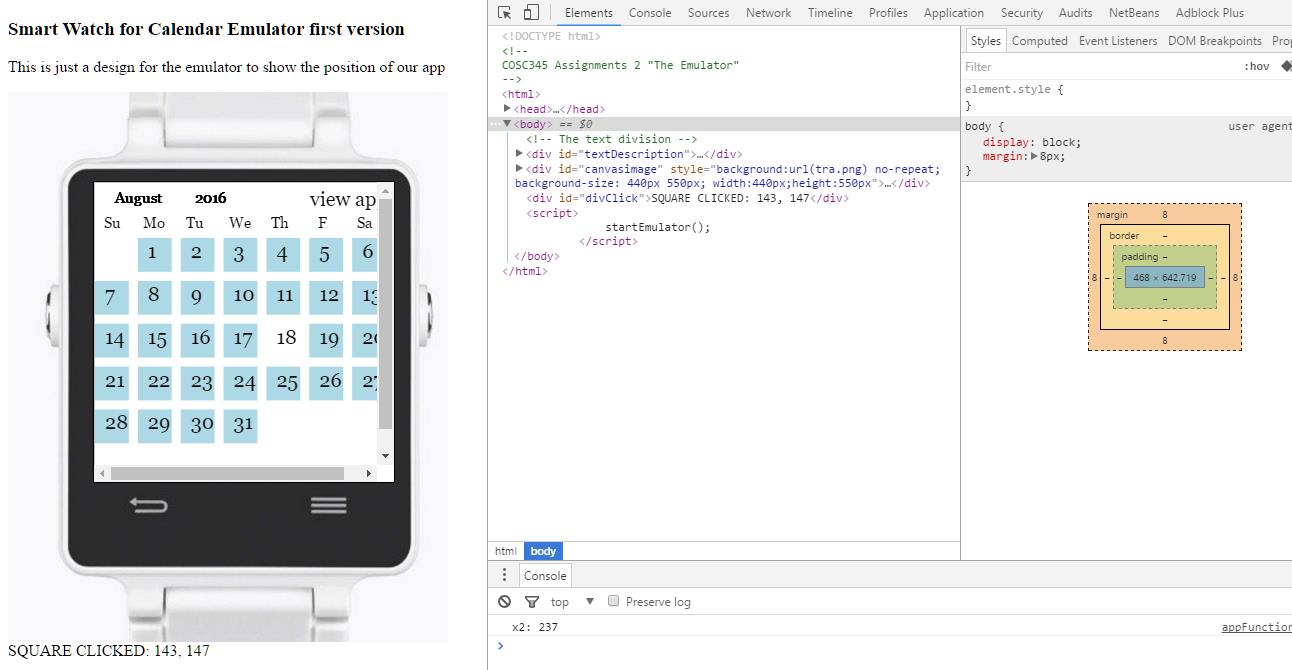 Smart Watch for Calendar Emulator first version
This is just a design for the emulator to show the position of our app
August 2016 view ap
Su Mo Tu We Th F Sa
1 2 3 4 5 6
7 8 9 10 11 12 13
14 15 16 17 18 19 20
21 22 23 24 25 26 27
28 29 30 31
SQUARE CLICKED: 143, 147
Elements Console Sources Network Timeline Profiles Application Security Audits NetBeans Adblock Plus
<!DOCTYPE html>
<!--
COSC345 Assignments 2 "The Emulator"
-->
<html>
▶<head>…</head>
…▼<body> == $0
<!-- The text division -->
▶<div id="textDescription">…</div>
▶<div id="canvasimage" style="background:url(tra.png) no-repeat;
background-size: 440px 550px; width:440px;height:550px">…</div>
<div id="divClick">SQUARE CLICKED: 143, 147</div>
<script>
startEmulator();
</script>
</body>
</html>
html body
Styles Computed Event Listeners DOM Breakpoints Pro
Filter :hov
element.style {
}
body { user agent
display: block;
margin:▶8px;
}
margin 8
border –
padding –
8 – – 468 × 642.719 – – 8
–
–
8
Console
top ▼ Preserve log
x2: 237 appFunction
>